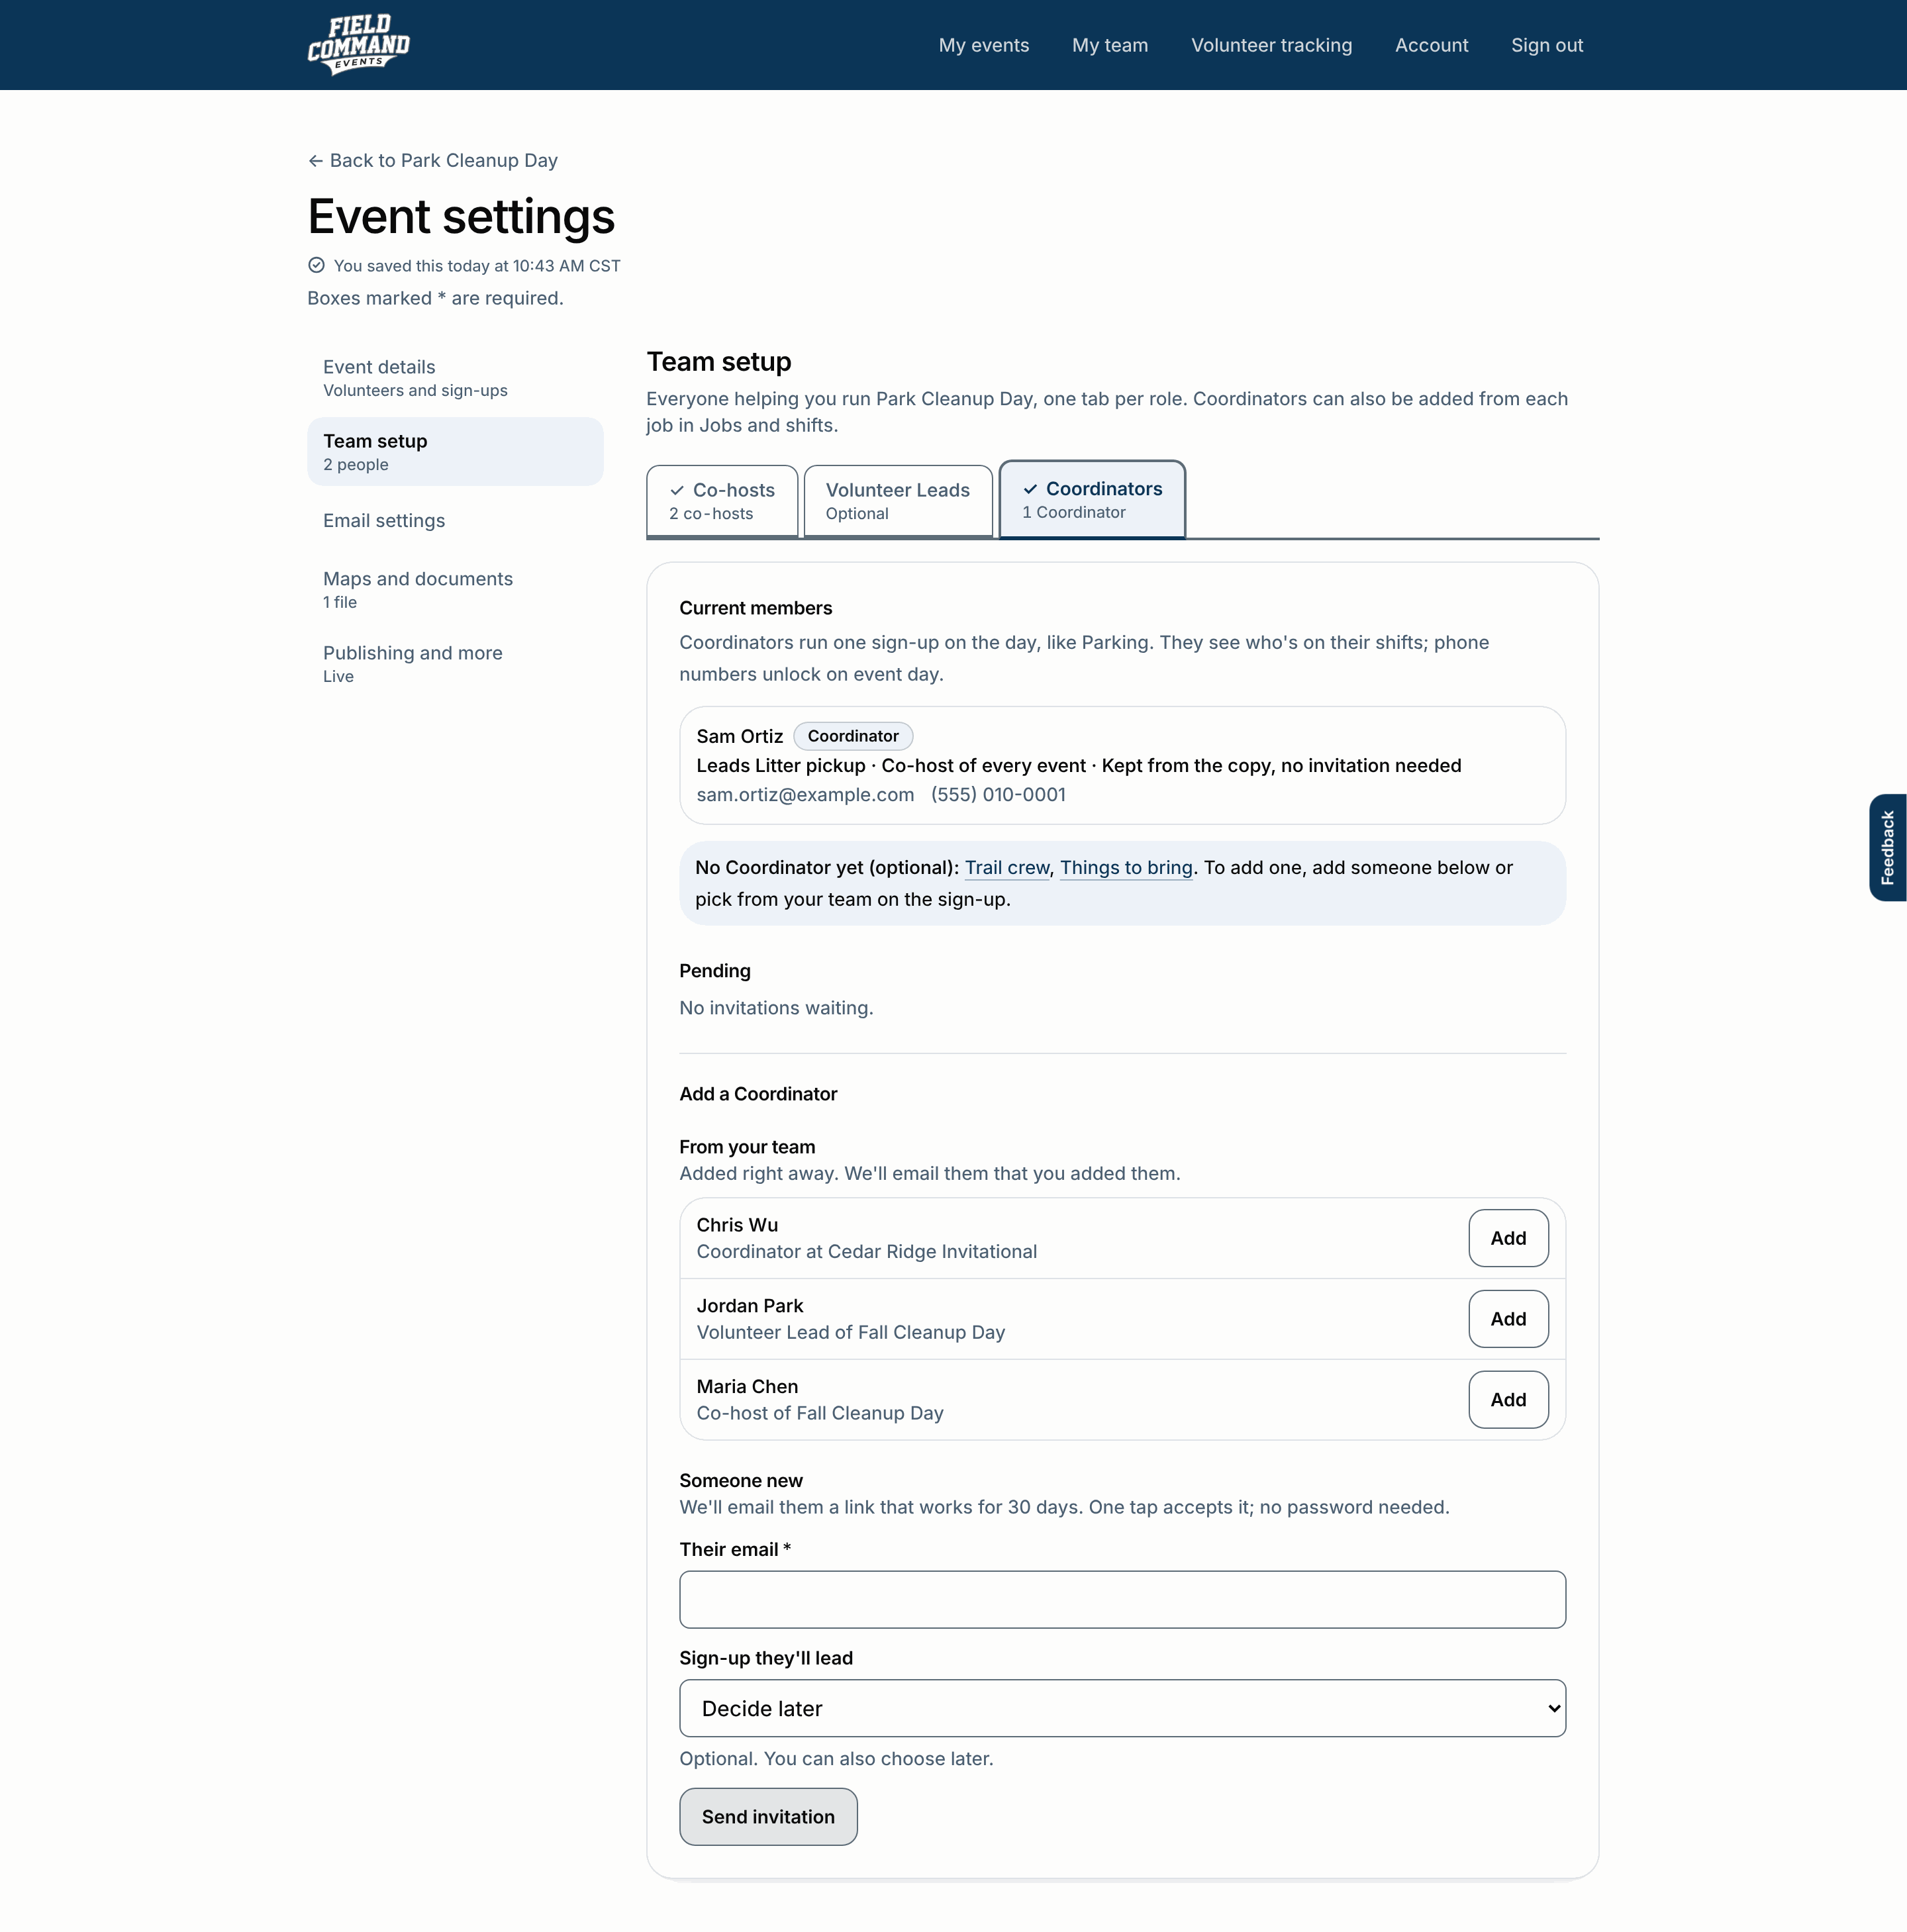 FIELD
COMMAND
EVENTS
My events
My team
Volunteer tracking
Account
Sign out
← Back to Park Cleanup Day
Event settings
You saved this today at 10:43 AM CST
Boxes marked * are required.
Event details
Volunteers and sign-ups
Team setup
2 people
Email settings
Maps and documents
1 file
Publishing and more
Live
Team setup
Everyone helping you run Park Cleanup Day, one tab per role. Coordinators can also be added from each
job in Jobs and shifts.
✓ Co-hosts
2 co-hosts
Volunteer Leads
Optional
✓ Coordinators
1 Coordinator
Current members
Coordinators run one sign-up on the day, like Parking. They see who's on their shifts; phone
numbers unlock on event day.
Sam Ortiz Coordinator
Leads Litter pickup · Co-host of every event · Kept from the copy, no invitation needed
sam.ortiz@example.com (555) 010-0001
No Coordinator yet (optional): Trail crew, Things to bring. To add one, add someone below or
pick from your team on the sign-up.
Pending
No invitations waiting.
Add a Coordinator
From your team
Added right away. We'll email them that you added them.
Chris Wu
Coordinator at Cedar Ridge Invitational
Add
Jordan Park
Volunteer Lead of Fall Cleanup Day
Add
Maria Chen
Co-host of Fall Cleanup Day
Add
Someone new
We'll email them a link that works for 30 days. One tap accepts it; no password needed.
Their email *
Sign-up they'll lead
Decide later
Optional. You can also choose later.
Send invitation
Feedback